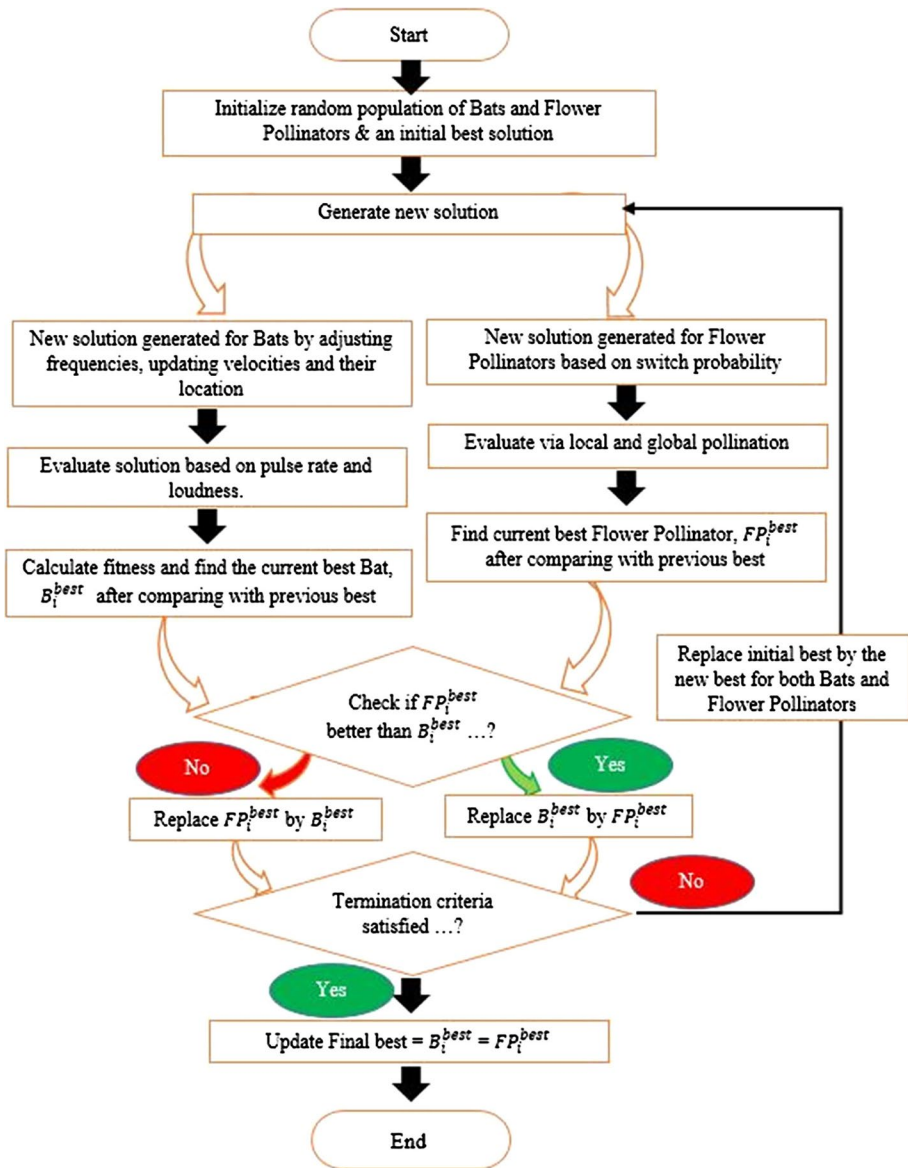 Start
Initialize random population of Bats and Flower
Pollinators & an initial best solution
Generate new solution
New solution generated for Bats by adjusting
frequencies, updating velocities and their
location
New solution generated for Flower
Pollinators based on switch probability
Evaluate solution based on pulse rate and
loudness.
Evaluate via local and global pollination
Calculate fitness and find the current best Bat,
$B_i^{best}$ after comparing with previous best
Find current best Flower Pollinator, $FP_i^{best}$
after comparing with previous best
Replace initial best by the
new best for both Bats and
Flower Pollinators
Check if $FP_i^{best}$
better than $B_i^{best}$ …?
No
Yes
Replace $FP_i^{best}$ by $B_i^{best}$
Replace $B_i^{best}$ by $FP_i^{best}$
Termination criteria
satisfied …?
No
Yes
Update Final best = $B_i^{best}$ = $FP_i^{best}$
End